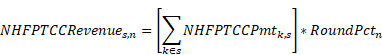 NHFPTCCRevenue_{s,n} = [∑_{k∈s} NHFPTCCPmt_{k,s}] * RoundPct_n